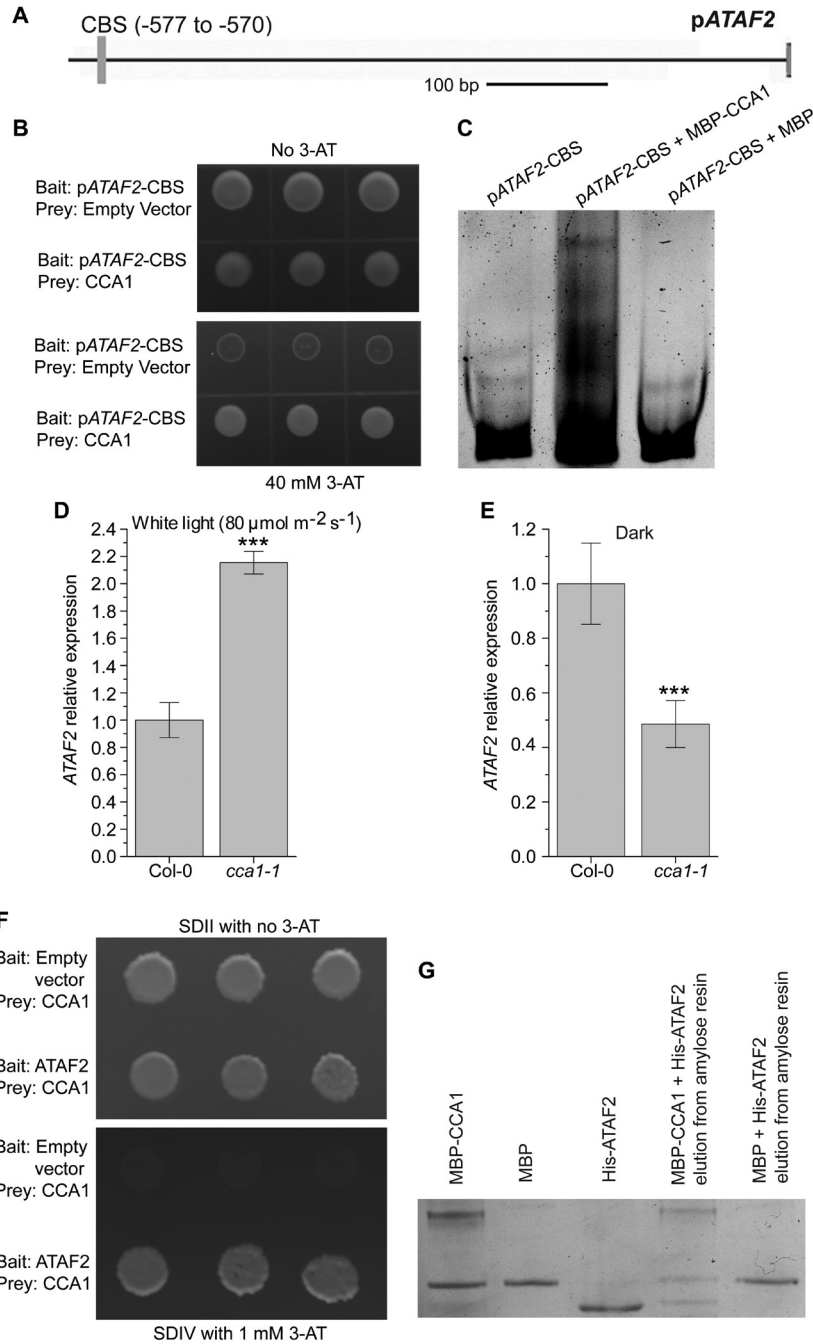 A
CBS (-577 to -570)
pATAF2
100 bp
B
No 3-AT
Bait: pATAF2-CBS
Prey: Empty Vector
Bait: pATAF2-CBS
Prey: CCA1
Bait: pATAF2-CBS
Prey: Empty Vector
Bait: pATAF2-CBS
Prey: CCA1
40 mM 3-AT
C
pATAF2-CBS
pATAF2-CBS + MBP-CCA1
pATAF2-CBS + MBP
D
White light (80 µmol m-2 s-1)
***
ATAF2 relative expression
2.4
2.2
2.0
1.8
1.6
1.4
1.2
1.0
0.8
0.6
0.4
0.2
0.0
Col-0
cca1-1
E
Dark
***
ATAF2 relative expression
1.2
1.0
0.8
0.6
0.4
0.2
0.0
Col-0
cca1-1
F
SDII with no 3-AT
Bait: Empty
vector
Prey: CCA1
Bait: ATAF2
Prey: CCA1
Bait: Empty
vector
Prey: CCA1
Bait: ATAF2
Prey: CCA1
SDIV with 1 mM 3-AT
G
MBP-CCA1
MBP
His-ATAF2
MBP-CCA1 + His-ATAF2
elution from amylose resin
MBP + His-ATAF2
elution from amylose resin